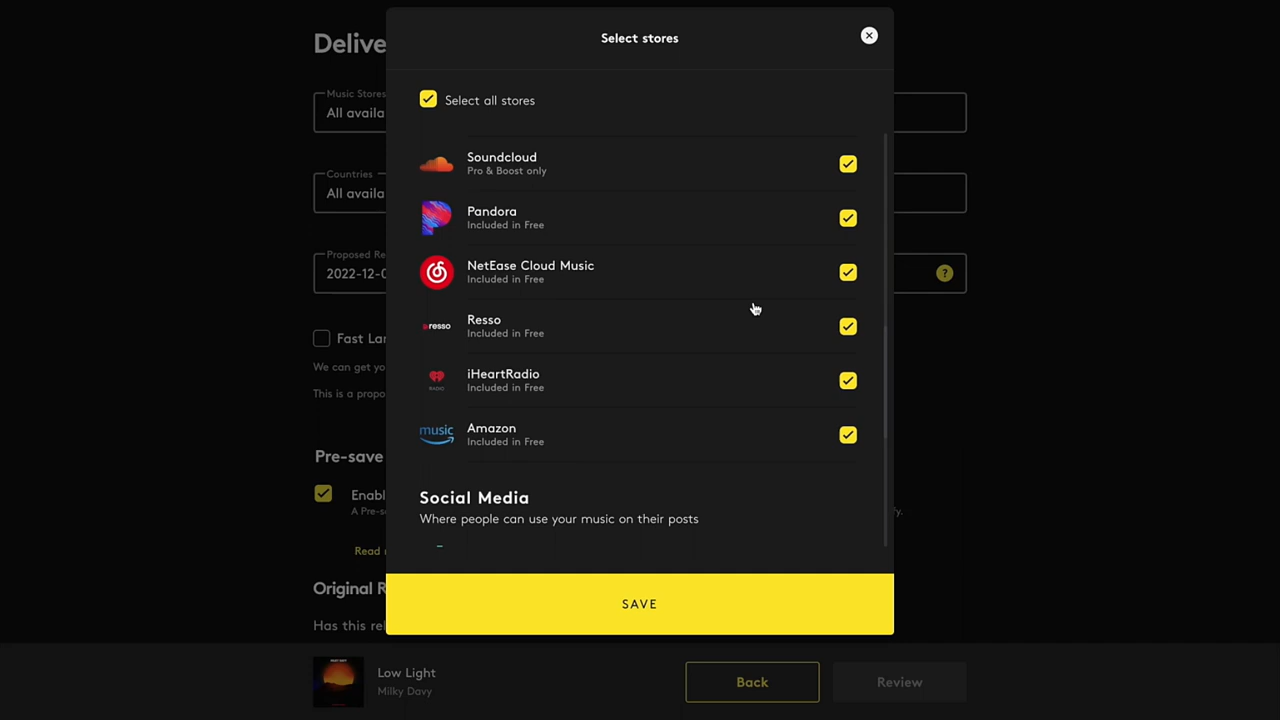 Delive
Select stores
Music Stores
All availa
Select all stores
Soundcloud
Pro & Boost only
Countries
All availa
Pandora
Included in Free
Proposed Re
2022-12-0
?
NetEase Cloud Music
Included in Free
resso
Resso
Included in Free
Fast Lar
We can get yo
This is a propo
RADIO
iHeartRadio
Included in Free
music
Amazon
Included in Free
Pre-save
Enabl
A Pre-s
fy.
Social Media
Where people can use your music on their posts
Read
Original R
Has this rel
SAVE
Low Light
Milky Davy
Back
Review